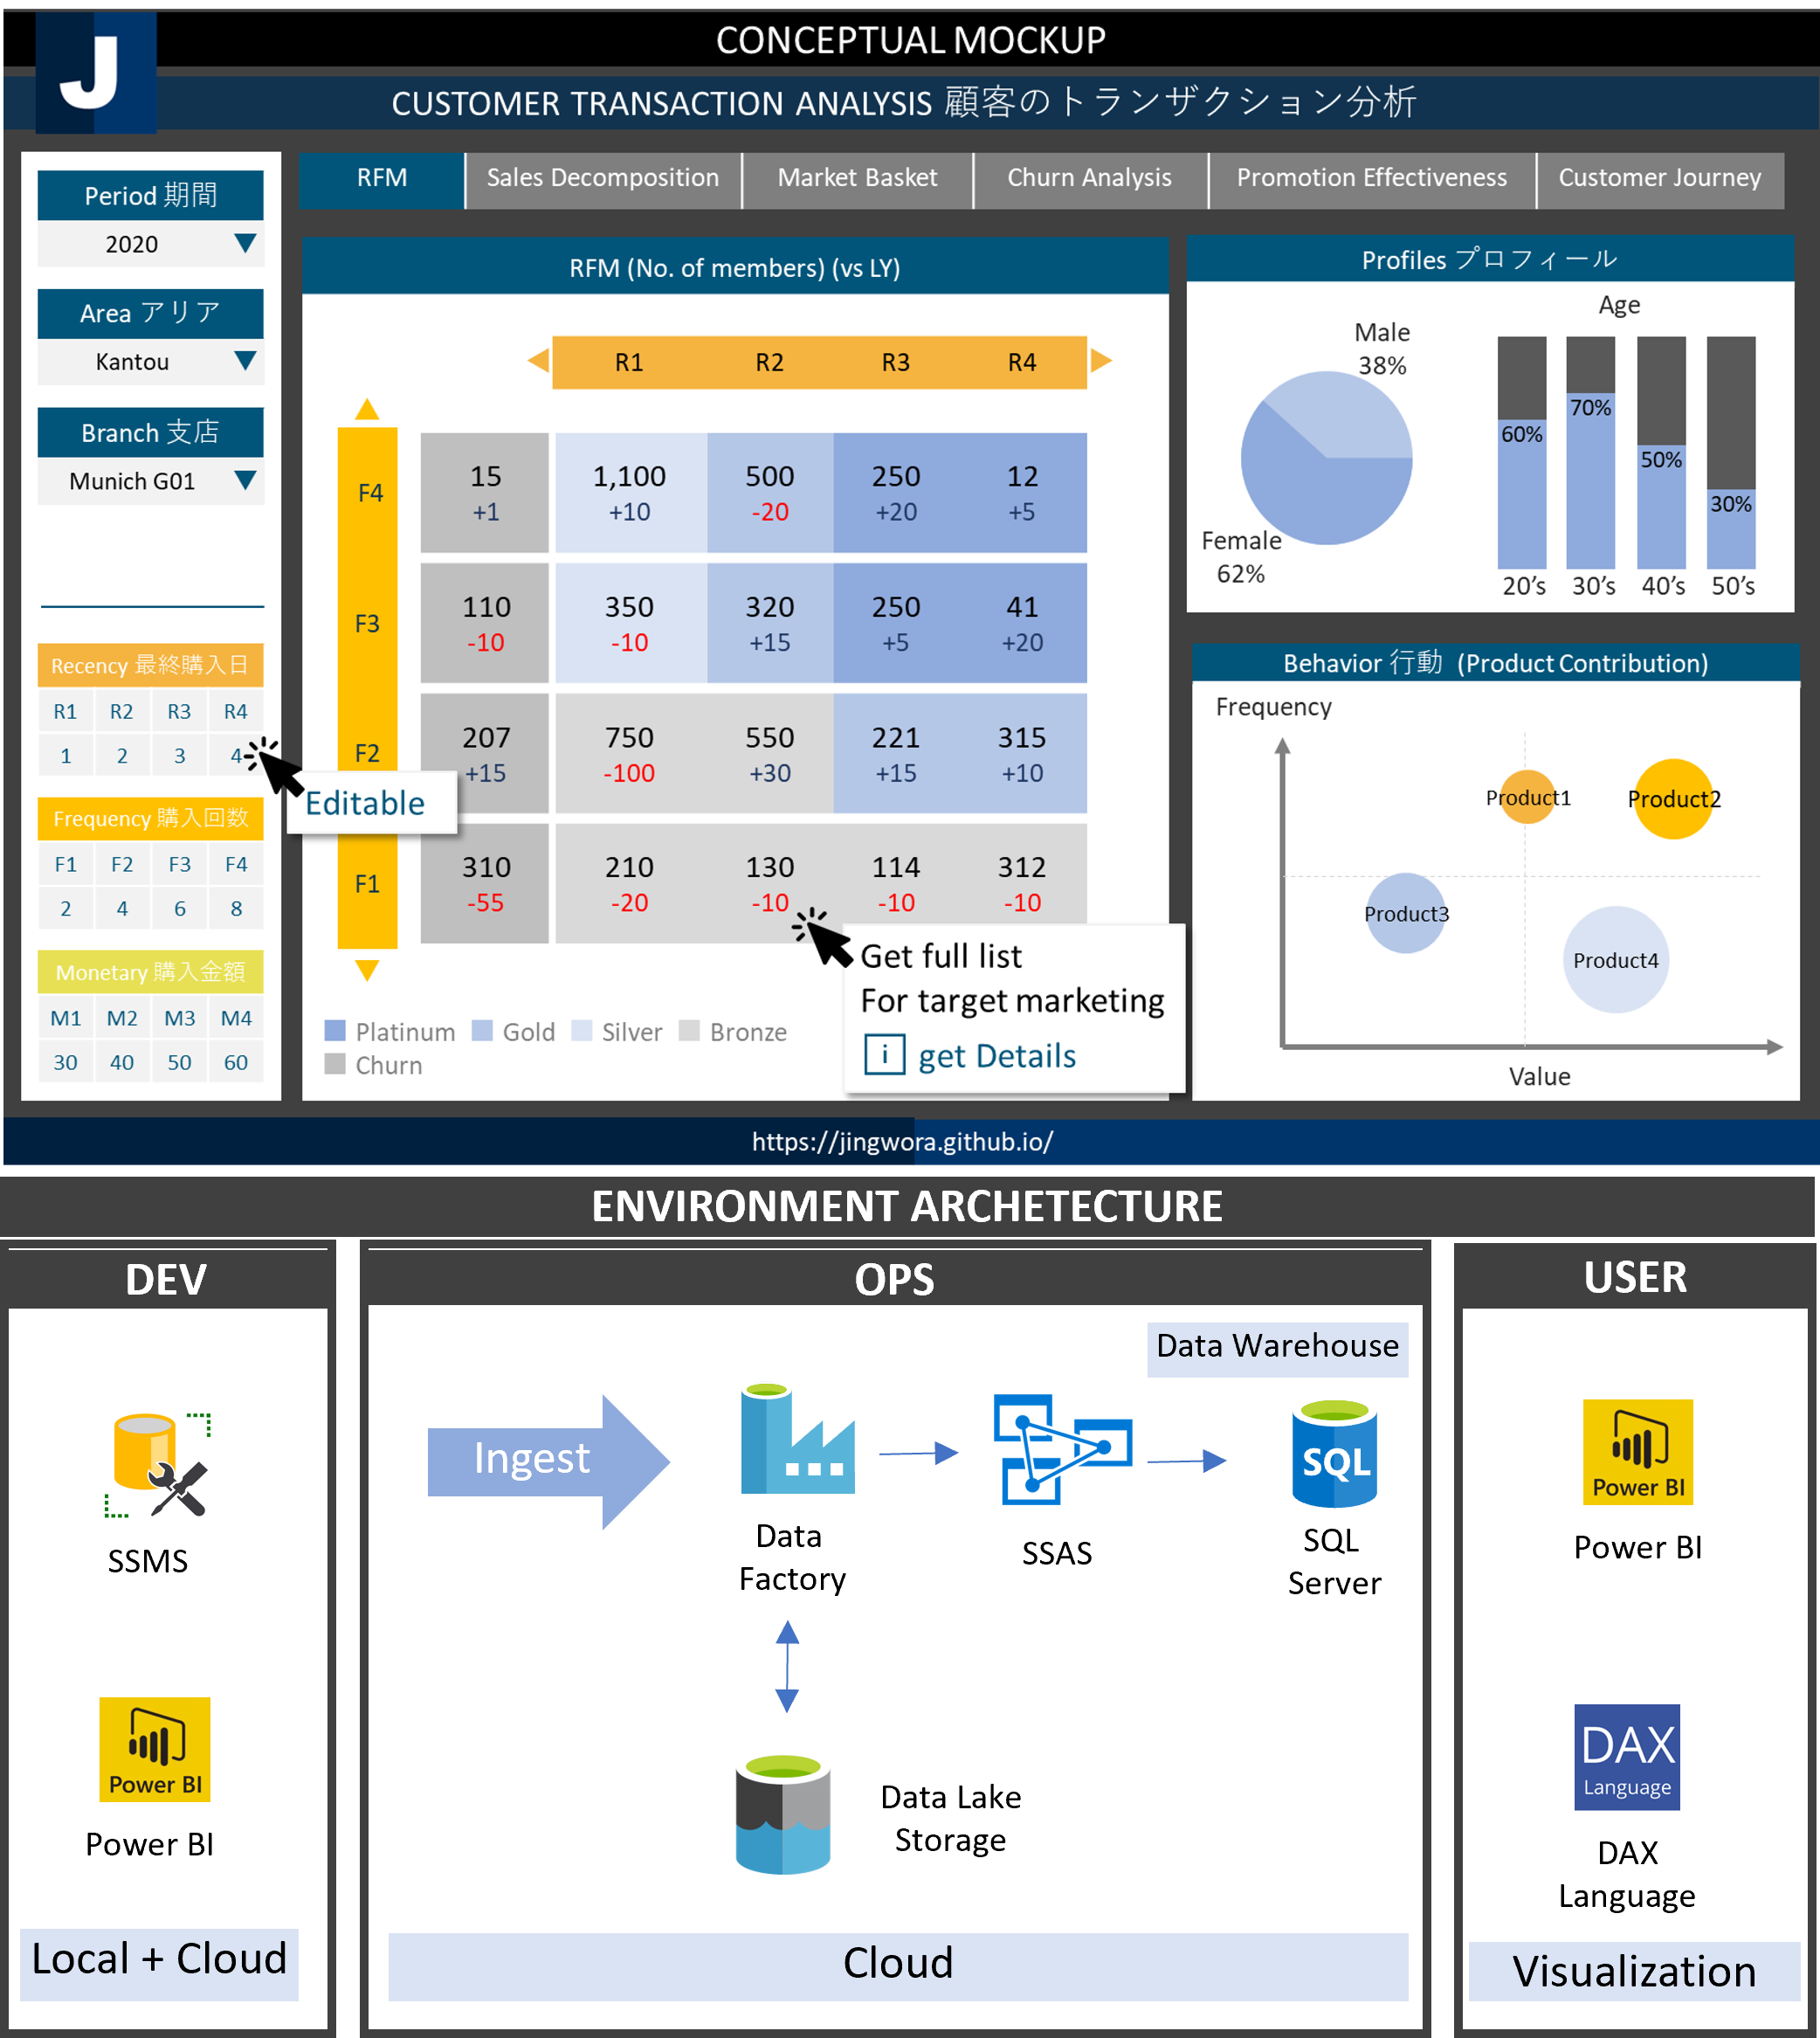 J
CONCEPTUAL MOCKUP
CUSTOMER TRANSACTION ANALYSIS 顧客のトランザクション分析
Period 期間
2020
Area アリア
Kantou
Branch 支店
Munich G01
Recency 最終購入日
R1 R2 R3 R4
1 2 3 4
Editable
Frequency 購入回数
F1 F2 F3 F4
2 4 6 8
Monetary 購入金額
M1 M2 M3 M4
30 40 50 60
RFM Sales Decomposition Market Basket Churn Analysis Promotion Effectiveness Customer Journey
RFM (No. of members) (vs LY)
R1 R2 R3 R4
F4 15 1,100 500 250 12
+1 +10 -20 +20 +5
F3 110 350 320 250 41
-10 -10 +15 +5 +20
F2 207 750 550 221 315
+15 -100 +30 +15 +10
F1 310 210 130 114 312
-55 -20 -10 -10 -10
Get full list
For target marketing
i get Details
Platinum Gold Silver Bronze
Churn
Profiles プロフィール
Male
38%
Female
62%
Age
60% 70% 50% 30%
20’s 30’s 40’s 50’s
Behavior 行動 (Product Contribution)
Frequency
Product1 Product2
Product3
Product4
Value
https://jingwora.github.io/
ENVIRONMENT ARCHETECTURE
DEV
SSMS
Power BI
Power BI
Local + Cloud
OPS
Data Warehouse
Ingest
SQL
Data
Factory
SSAS
SQL
Server
Data Lake
Storage
Cloud
USER
Power BI
Power BI
DAX
Language
DAX
Language
Visualization